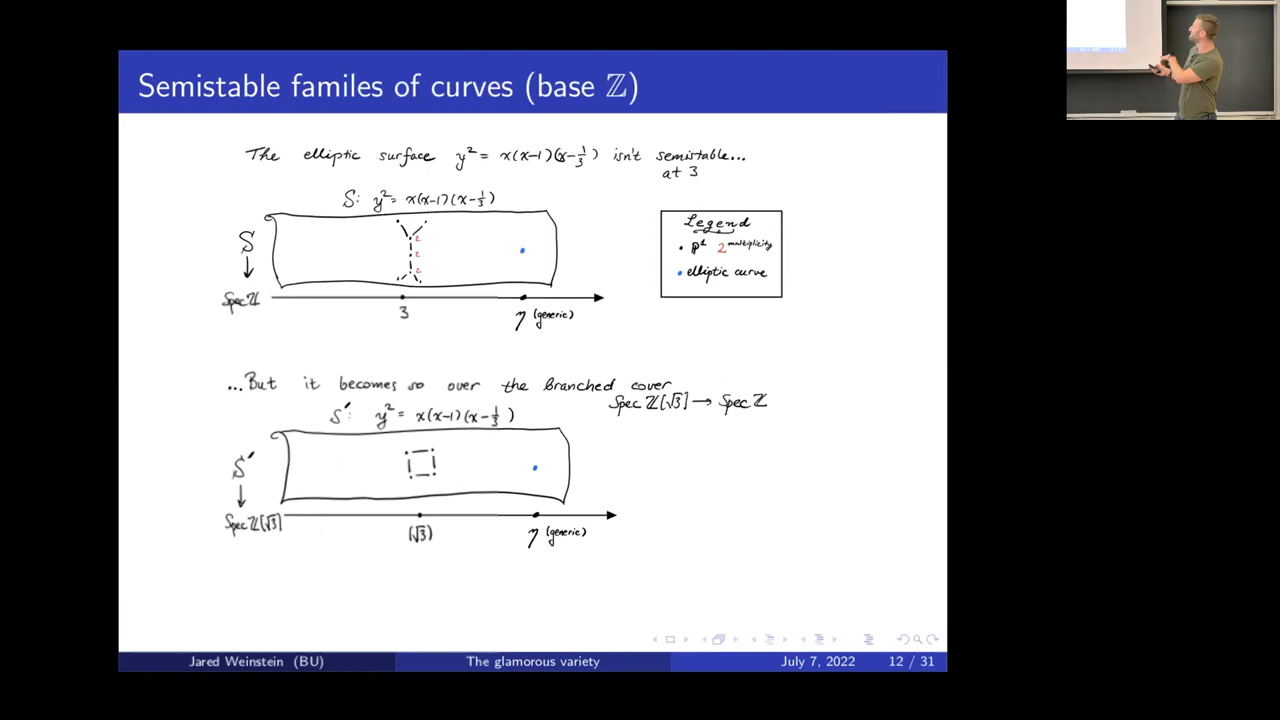 Semistable familes of curves (base ℤ)
The elliptic surface y² = x(x-1)(x-1/3) isn't semistable...
at 3
S: y² = x(x-1)(x-1/3)
Legend
• P¹ 2 multiplicity
• elliptic curve
S
2
2
2
Spec ℤ
3
η (generic)
...But it becomes so over the branched cover
Spec ℤ[√3] → Spec ℤ
S′: y² = x(x-1)(x-1/3)
S′
Spec ℤ[√3]
(√3)
η (generic)
Jared Weinstein (BU) The glamorous variety July 7, 2022 12 / 31